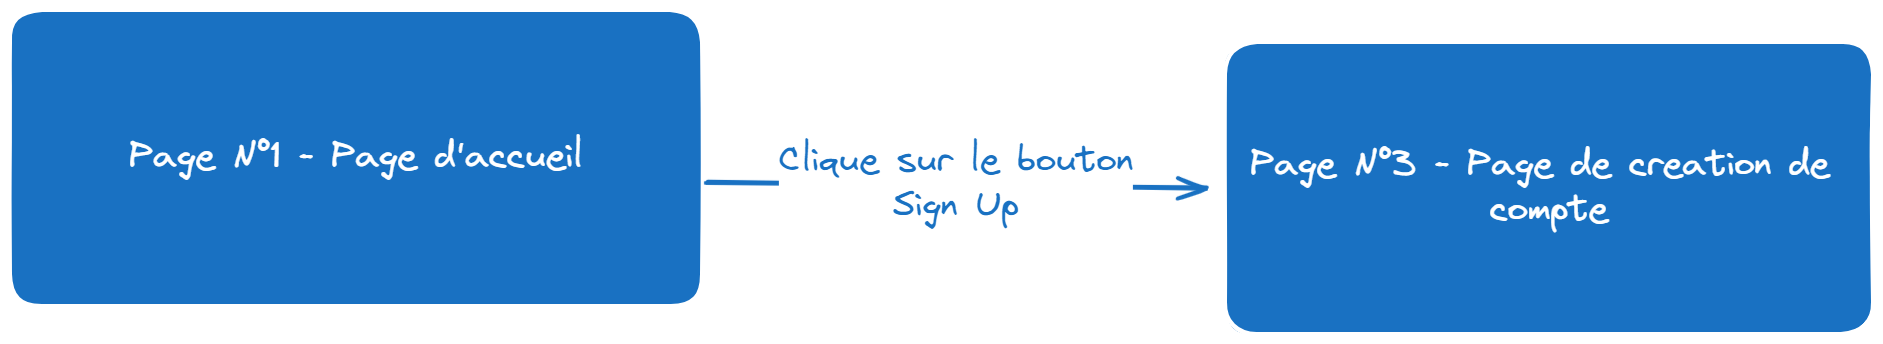 Page N°1 - Page d'accueil
Clique sur le bouton
Sign Up
Page N°3 - Page de creation de
compte